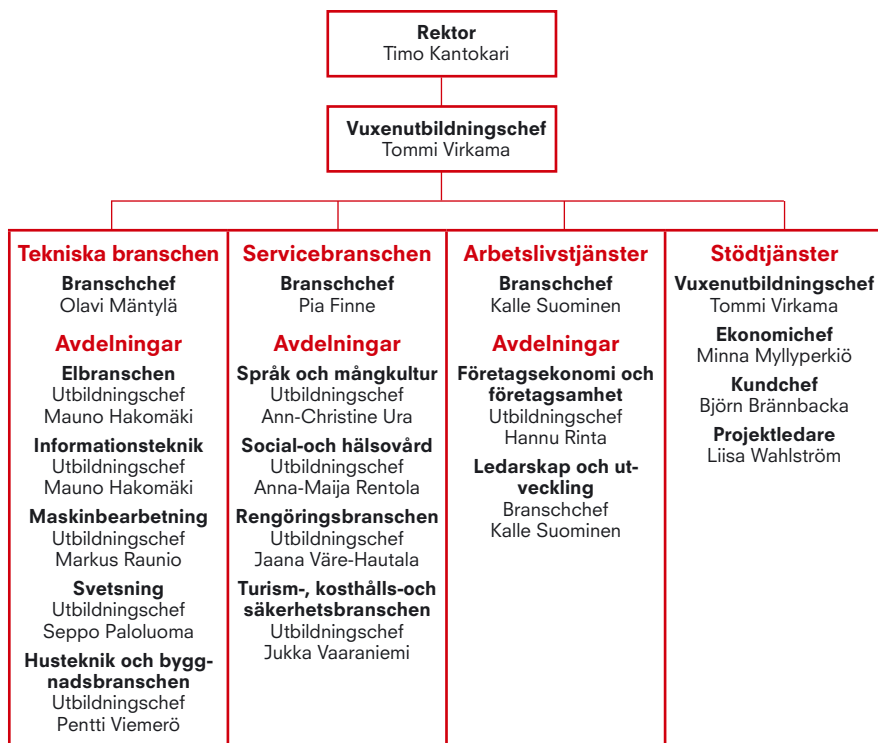 Rektor
Timo Kantokari
Vuxenutbildningschef
Tommi Virkama
Tekniska branschen
Branschchef
Olavi Mäntylä
Avdelningar
Elbranschen
Utbildningschef
Mauno Hakomäki
Informationsteknik
Utbildningschef
Mauno Hakomäki
Maskinbearbetning
Utbildningschef
Markus Raunio
Svetsning
Utbildningschef
Seppo Paloluoma
Husteknik och bygg-
nadsbranschen
Utbildningschef
Pentti Viemerö
Servicebranschen
Branschchef
Pia Finne
Avdelningar
Språk och mångkultur
Utbildningschef
Ann-Christine Ura
Social-och hälsovård
Utbildningschef
Anna-Maija Rentola
Rengöringsbranschen
Utbildningschef
Jaana Väre-Hautala
Turism-, kosthålls-och
säkerhetsbranschen
Utbildningschef
Jukka Vaaraniemi
Arbetslivstjänster
Branschchef
Kalle Suominen
Avdelningar
Företagsekonomi och
företagsamhet
Utbildningschef
Hannu Rinta
Ledarskap och ut-
veckling
Branschchef
Kalle Suominen
Stödtjänster
Vuxenutbildningschef
Tommi Virkama
Ekonomichef
Minna Myllyperkiö
Kundchef
Björn Brännbacka
Projektledare
Liisa Wahlström